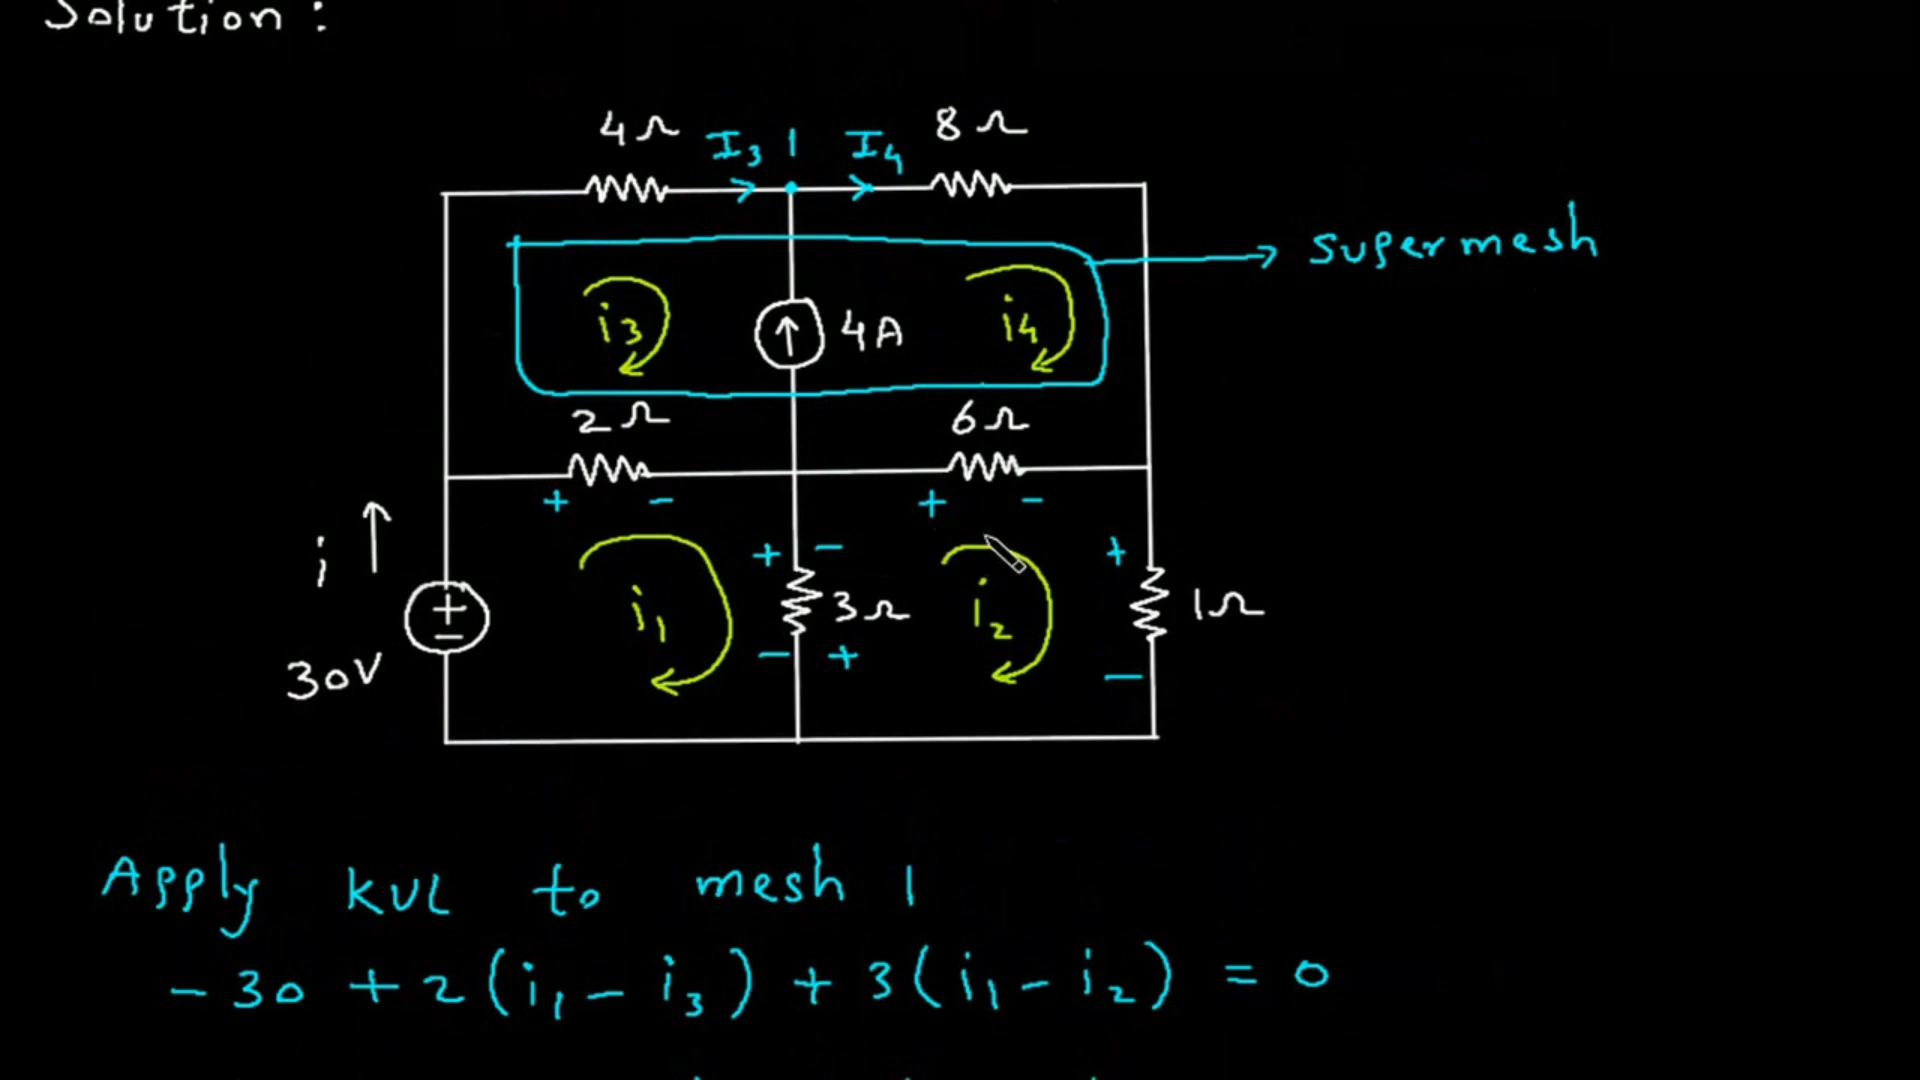 Solution :
4Ω I3 1 I4 8Ω
supermesh
i3 4A i4
2Ω 6Ω
+ - + -
i + - +
i1 3Ω i2 1Ω
+
-
30V - + -
Apply KVL to mesh 1
- 30 + 2 (i1 - i3) + 3 (i1 - i2) = 0